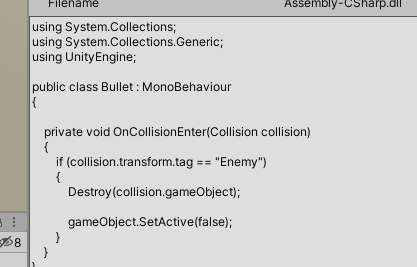 Filename Assembly-CSharp.dll
using System.Collections;
using System.Collections.Generic;
using UnityEngine;
public class Bullet : MonoBehaviour
{
private void OnCollisionEnter(Collision collision)
{
if (collision.transform.tag == "Enemy")
{
Destroy(collision.gameObject);
gameObject.SetActive(false);
}
}
}
8